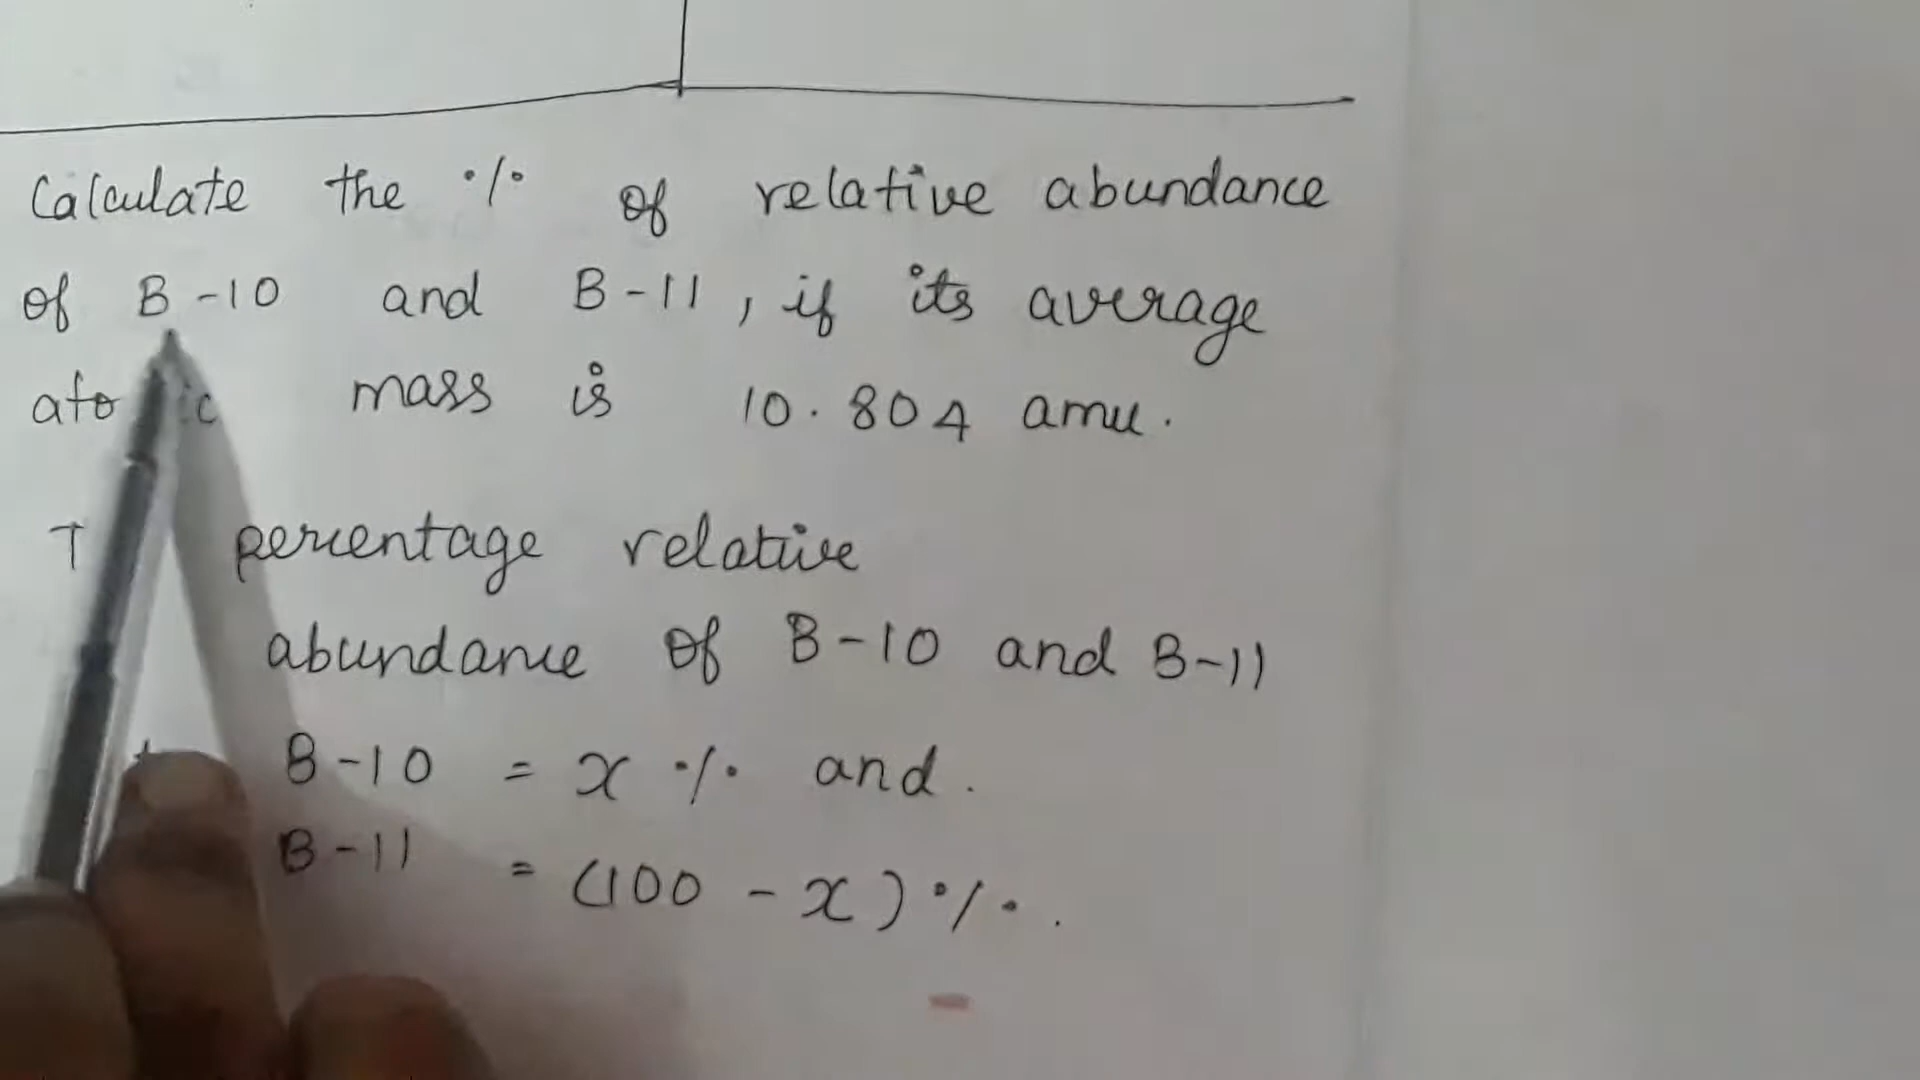 Calculate the % of relative abundance
of B-10 and B-11, if its average
mass is 10.804 amu.
percentage relative
abundance of B-10 and B-11
B-10 = x % and.
B-11 = (100 - x) %.